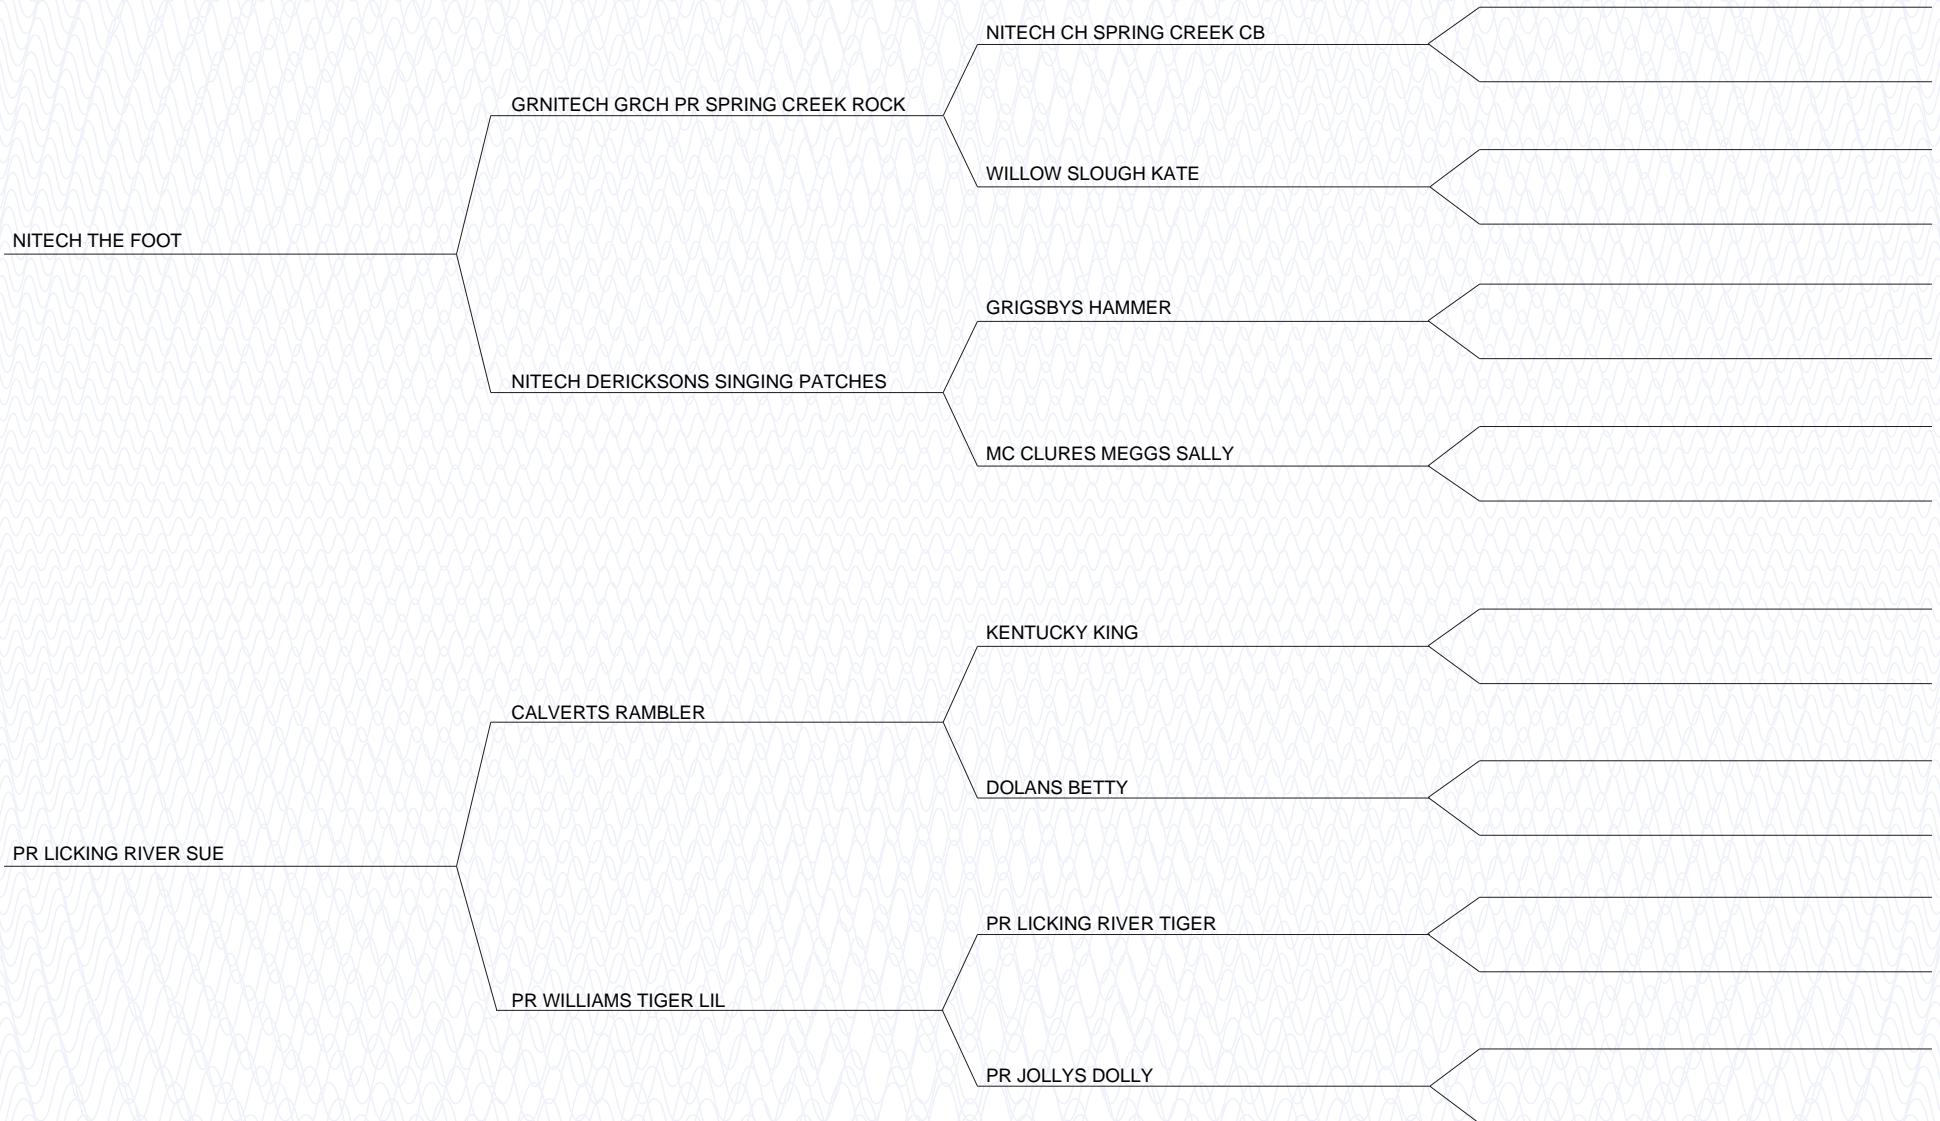 NITECH CH SPRING CREEK CB
GRNITECH GRCH PR SPRING CREEK ROCK
WILLOW SLOUGH KATE
NITECH THE FOOT
GRIGSBYS HAMMER
NITECH DERICKSONS SINGING PATCHES
MC CLURES MEGGS SALLY
KENTUCKY KING
CALVERTS RAMBLER
DOLANS BETTY
PR LICKING RIVER SUE
PR LICKING RIVER TIGER
PR WILLIAMS TIGER LIL
PR JOLLYS DOLLY